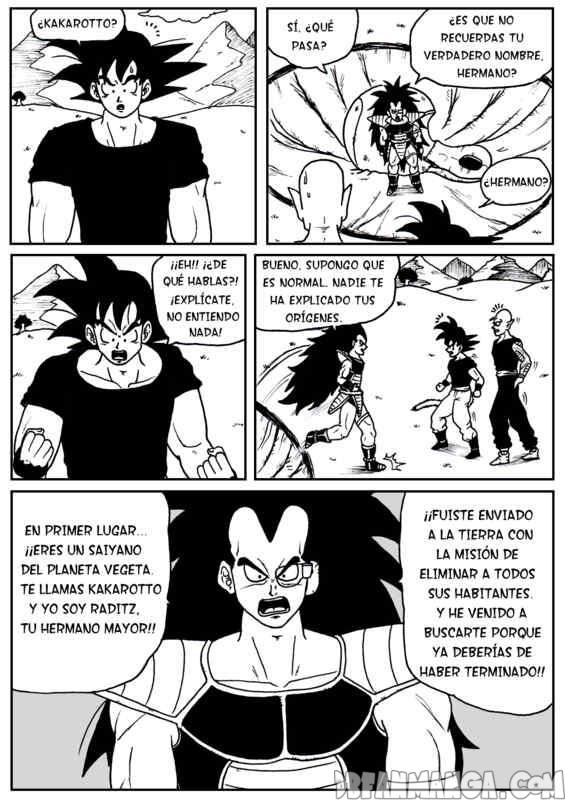 ¿KAKAROTTO?
SÍ, ¿QUÉ
PASA?
¿ES QUE NO
RECUERDAS TU
VERDADERO NOMBRE,
HERMANO?
¿HERMANO?
¡¡EH!! ¡¿DE
QUÉ HABLAS?!
¡EXPLÍCATE,
NO ENTIENDO
NADA!
BUENO, SUPONGO QUE
ES NORMAL. NADIE TE
HA EXPLICADO TUS
ORÍGENES.
EN PRIMER LUGAR...
¡¡ERES UN SAIYANO
DEL PLANETA VEGETA.
TE LLAMAS KAKAROTTO
Y YO SOY RADITZ,
TU HERMANO MAYOR!!
¡¡FUISTE ENVIADO
A LA TIERRA CON
LA MISIÓN DE
ELIMINAR A TODOS
SUS HABITANTES.
Y HE VENIDO A
BUSCARTE PORQUE
YA DEBERÍAS DE
HABER TERMINADO!!
DBFANMANGA.COM